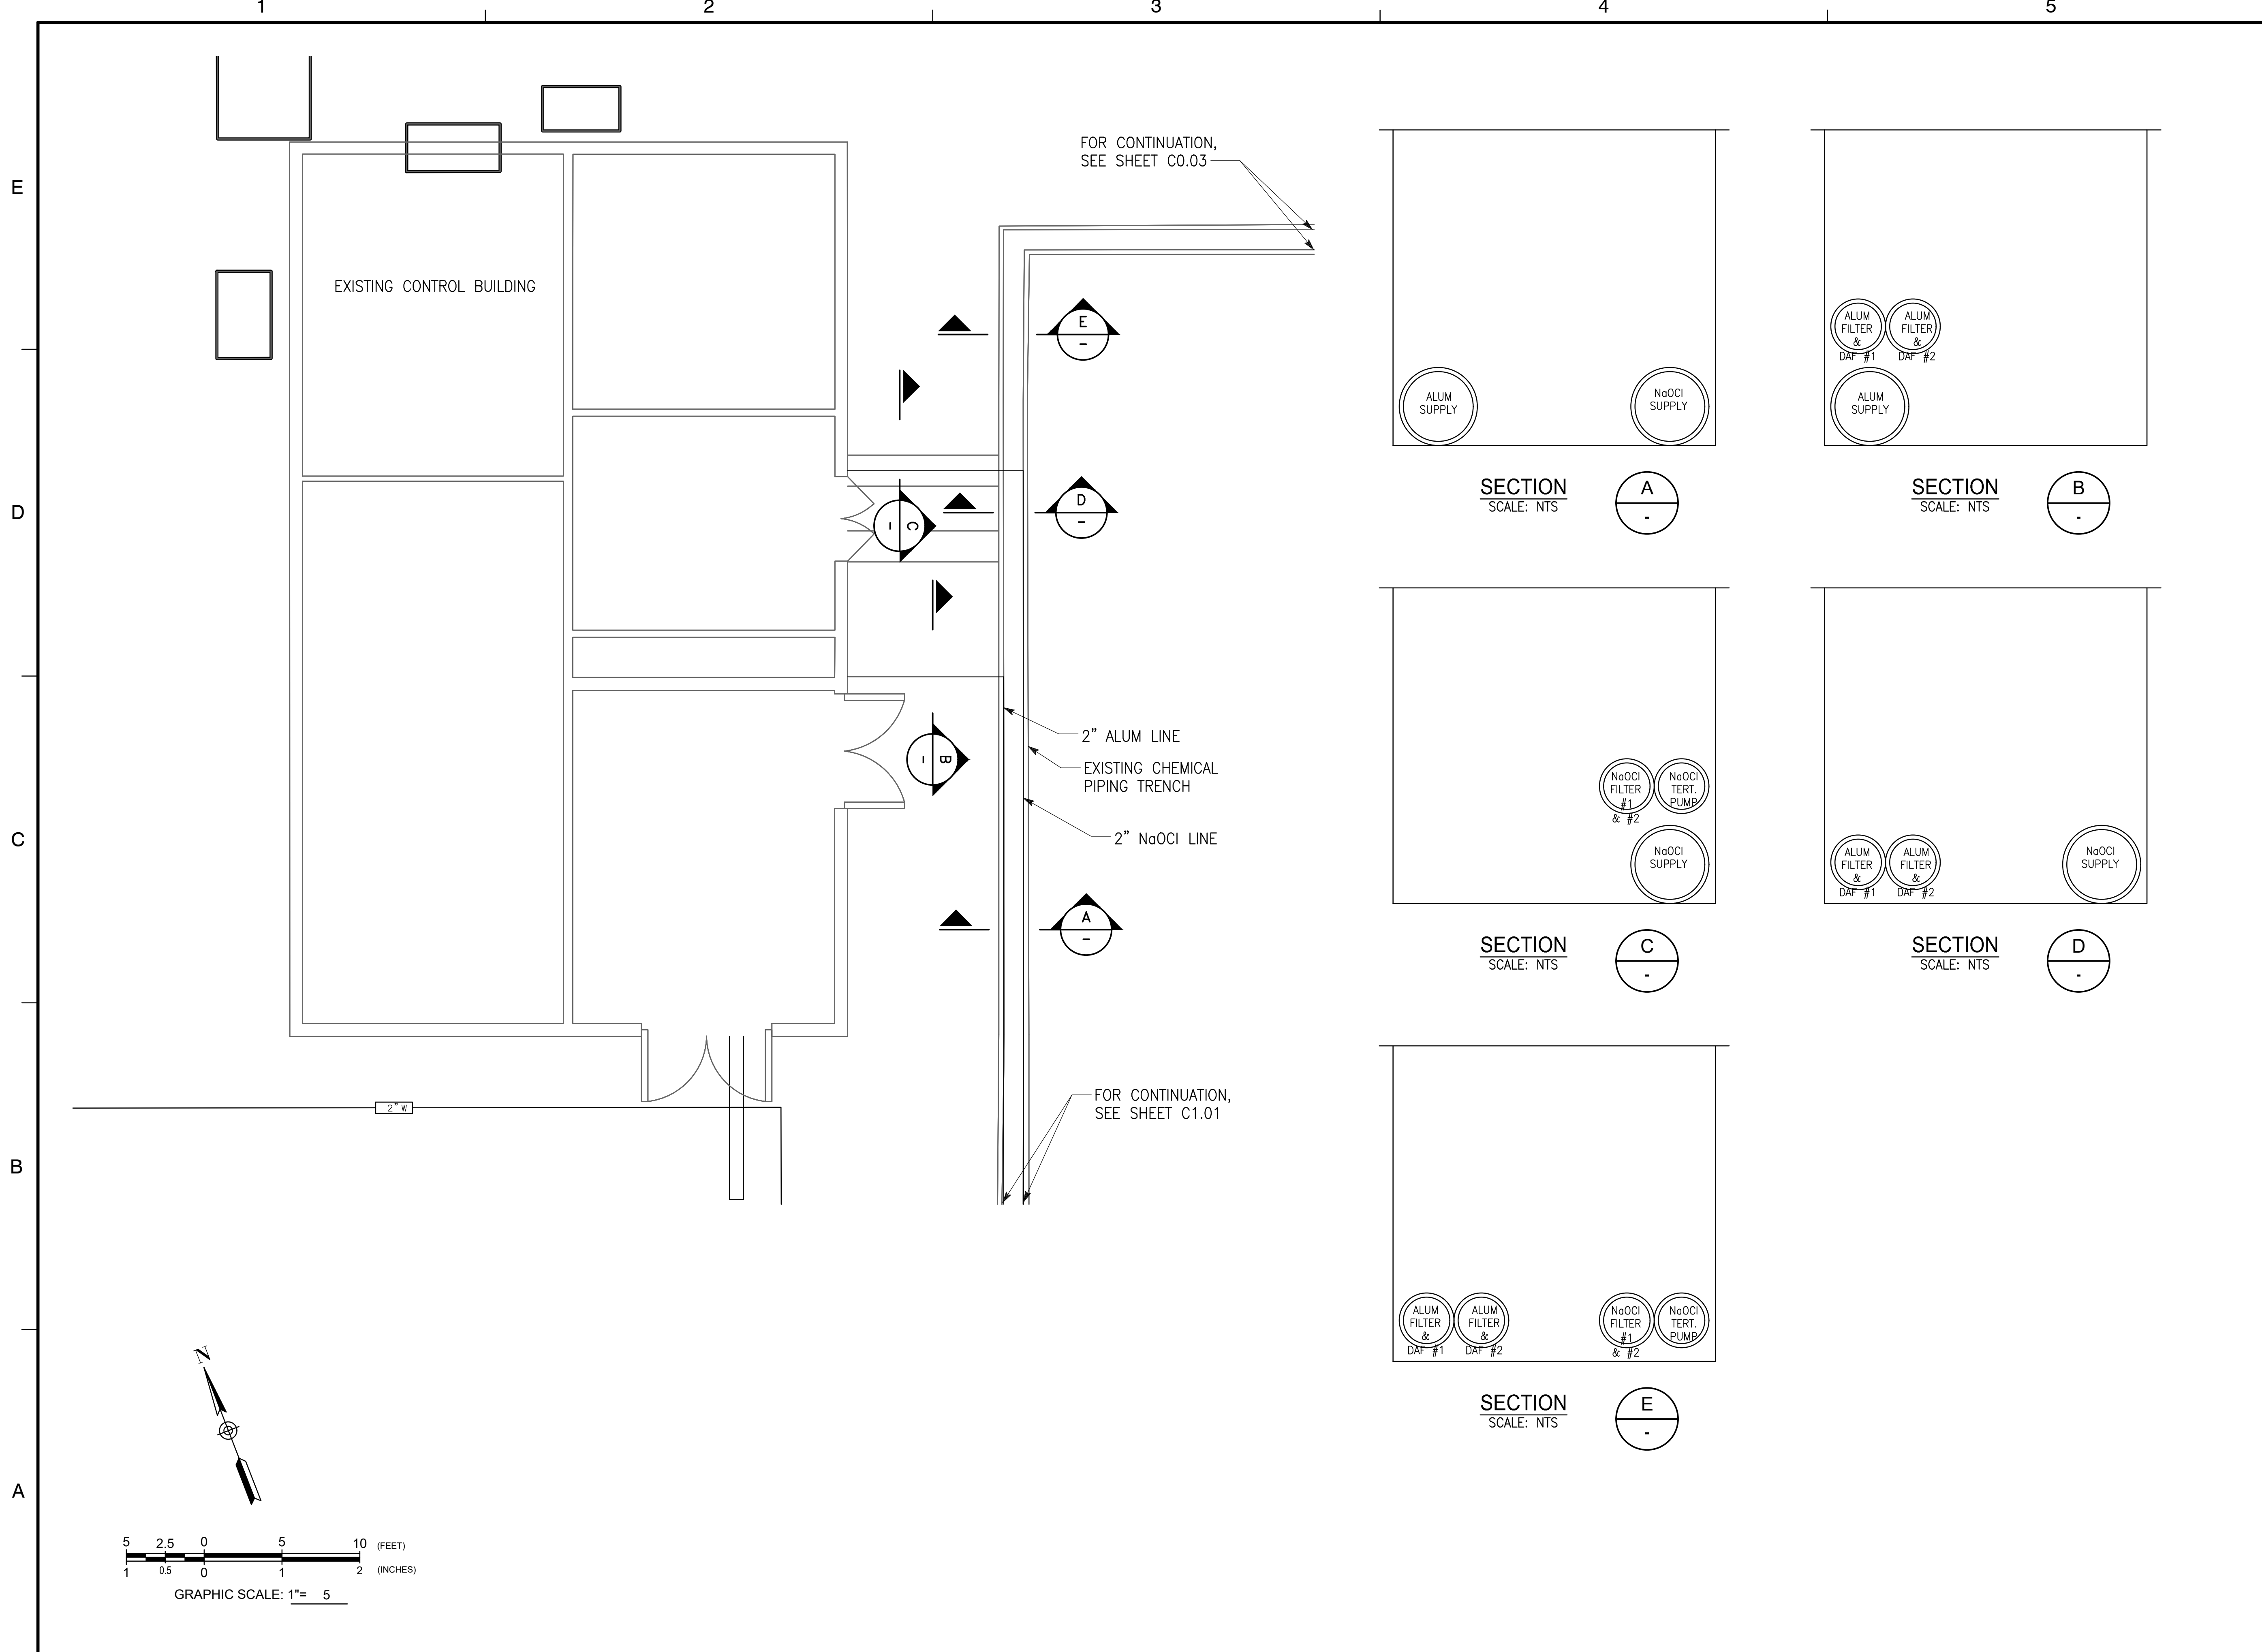 1
2
3
4
5
E
D
C
B
A
EXISTING CONTROL BUILDING
FOR CONTINUATION,
SEE SHEET C0.03
E
-
D
-
C
-
B
-
A
-
2” ALUM LINE
EXISTING CHEMICAL
PIPING TRENCH
2” NaOCl LINE
FOR CONTINUATION,
SEE SHEET C1.01
2” W
ALUM
SUPPLY
NaOCl
SUPPLY
SECTION
SCALE: NTS
A
-
ALUM
FILTER
&
DAF #1
ALUM
FILTER
&
DAF #2
ALUM
SUPPLY
SECTION
SCALE: NTS
B
-
NaOCl
FILTER
#1
& #2
NaOCl
TERT.
PUMP
NaOCl
SUPPLY
SECTION
SCALE: NTS
C
-
ALUM
FILTER
&
DAF #1
ALUM
FILTER
&
DAF #2
NaOCl
SUPPLY
SECTION
SCALE: NTS
D
-
ALUM
FILTER
&
DAF #1
ALUM
FILTER
&
DAF #2
NaOCl
FILTER
#1
& #2
NaOCl
TERT.
PUMP
SECTION
SCALE: NTS
E
-
N
5 2.5 0 5 10 (FEET)
1 0.5 0 1 2 (INCHES)
GRAPHIC SCALE: 1"= 5